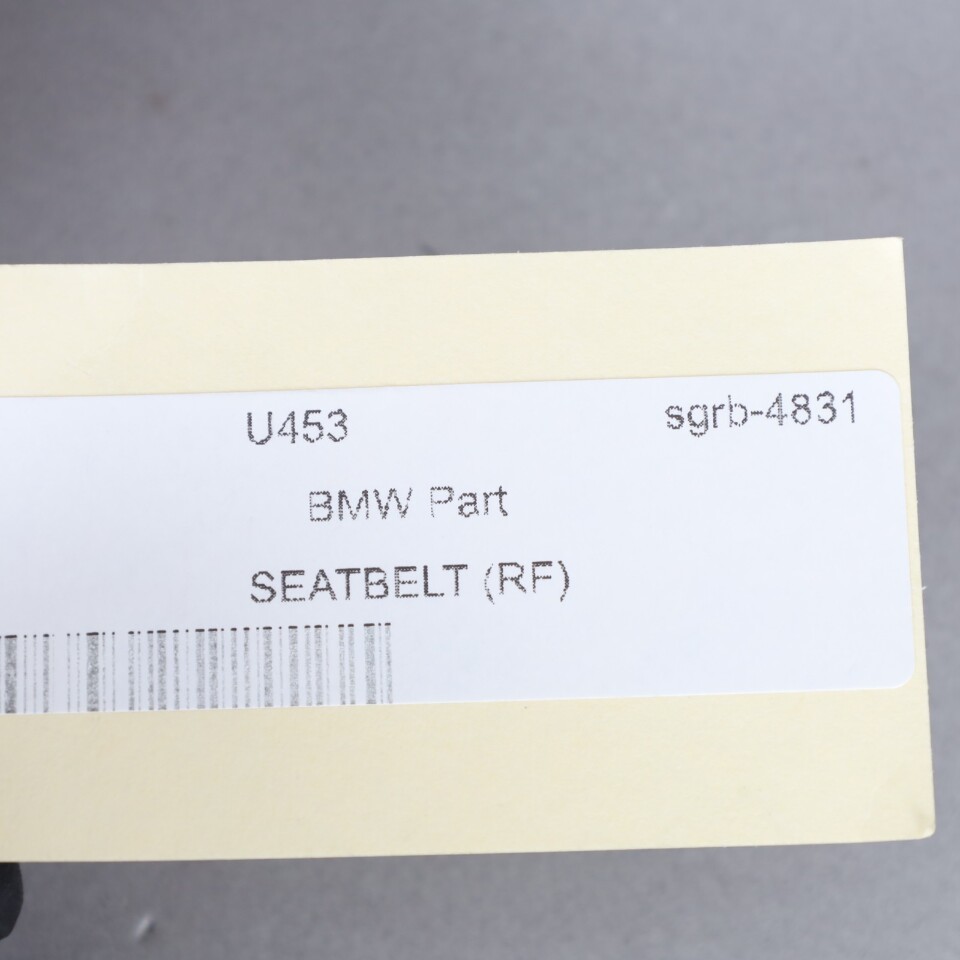 U453 sgrb-4831
BMW Part
SEATBELT (RF)